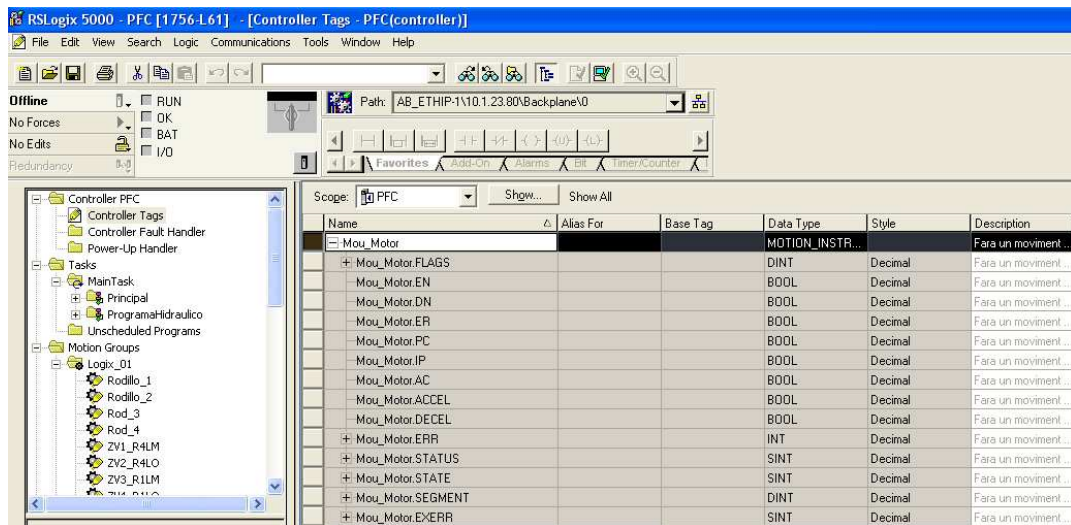 RSLogix 5000 - PFC [1756-L61] - [Controller Tags - PFC(controller)]
File Edit View Search Logic Communications Tools Window Help
Offline
RUN
No Forces
OK
No Edits
BAT
Redundancy
I/O
Path: AB_ETHIP-1\10.1.23.80\Backplane\0
Favorites Add-On Alarms Bit Timer/Counter
Controller PFC
Controller Tags
Controller Fault Handler
Power-Up Handler
Tasks
MainTask
Principal
ProgramaHidraulico
Unscheduled Programs
Motion Groups
Logix_01
Rodillo_1
Rodillo_2
Rod_3
Rod_4
ZV1_R4LM
ZV2_R4LO
ZV3_R1LM
Scope: PFC Show... Show All
Name Alias For Base Tag Data Type Style Description
Mou_Motor MOTION_INSTR... Fara un moviment ...
Mou_Motor.FLAGS DINT Decimal Fara un moviment ...
Mou_Motor.EN BOOL Decimal Fara un moviment ...
Mou_Motor.DN BOOL Decimal Fara un moviment ...
Mou_Motor.ER BOOL Decimal Fara un moviment ...
Mou_Motor.PC BOOL Decimal Fara un moviment ...
Mou_Motor.IP BOOL Decimal Fara un moviment ...
Mou_Motor.AC BOOL Decimal Fara un moviment ...
Mou_Motor.ACCEL BOOL Decimal Fara un moviment ...
Mou_Motor.DECEL BOOL Decimal Fara un moviment ...
Mou_Motor.ERR INT Decimal Fara un moviment ...
Mou_Motor.STATUS SINT Decimal Fara un moviment ...
Mou_Motor.STATE SINT Decimal Fara un moviment ...
Mou_Motor.SEGMENT DINT Decimal Fara un moviment ...
Mou_Motor.EXERR SINT Decimal Fara un moviment ...